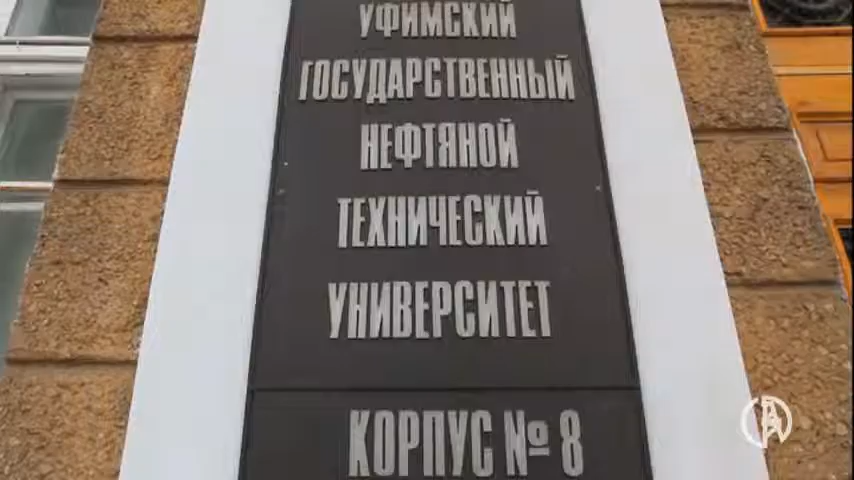 УФИМСКИЙ
ГОСУДАРСТВЕННЫЙ
НЕФТЯНОЙ
ТЕХНИЧЕСКИЙ
УНИВЕРСИТЕТ
КОРПУС № 8